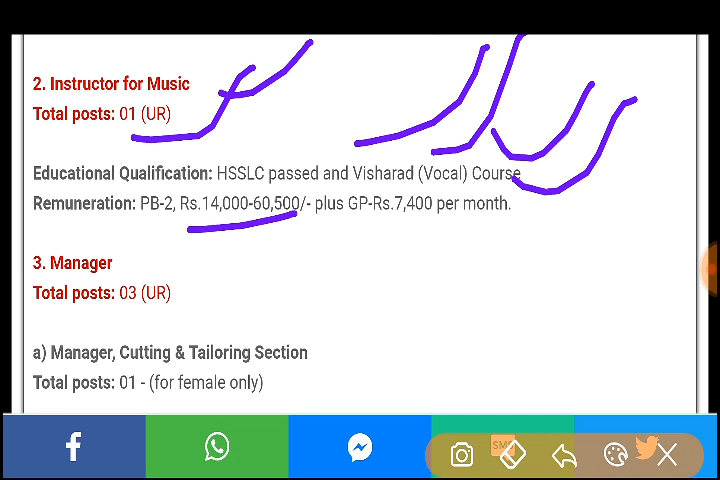 2. Instructor for Music
Total posts: 01 (UR)
Educational Qualification: HSSLC passed and Visharad (Vocal) Course
Remuneration: PB-2, Rs.14,000-60,500/- plus GP-Rs.7,400 per month.
3. Manager
Total posts: 03 (UR)
a) Manager, Cutting & Tailoring Section
Total posts: 01 - (for female only)
SMS